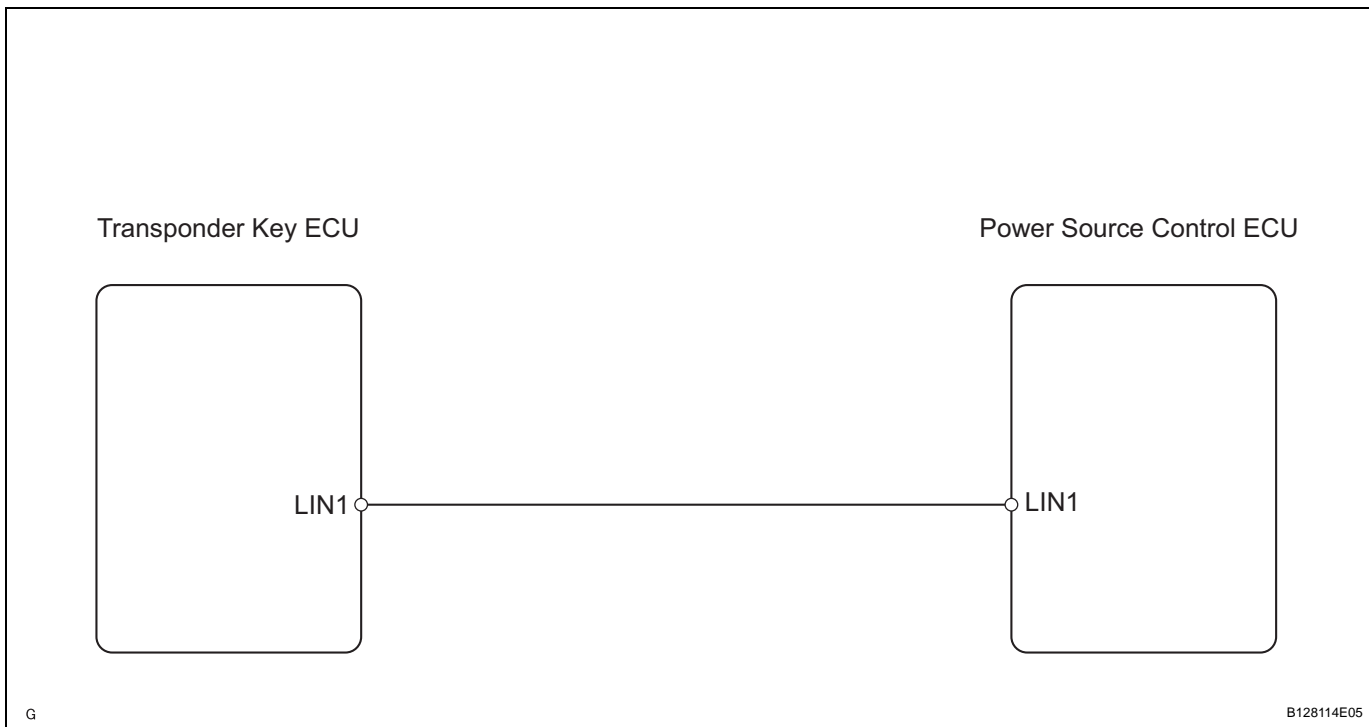 Transponder Key ECU
Power Source Control ECU
LIN1
LIN1
G
B128114E05